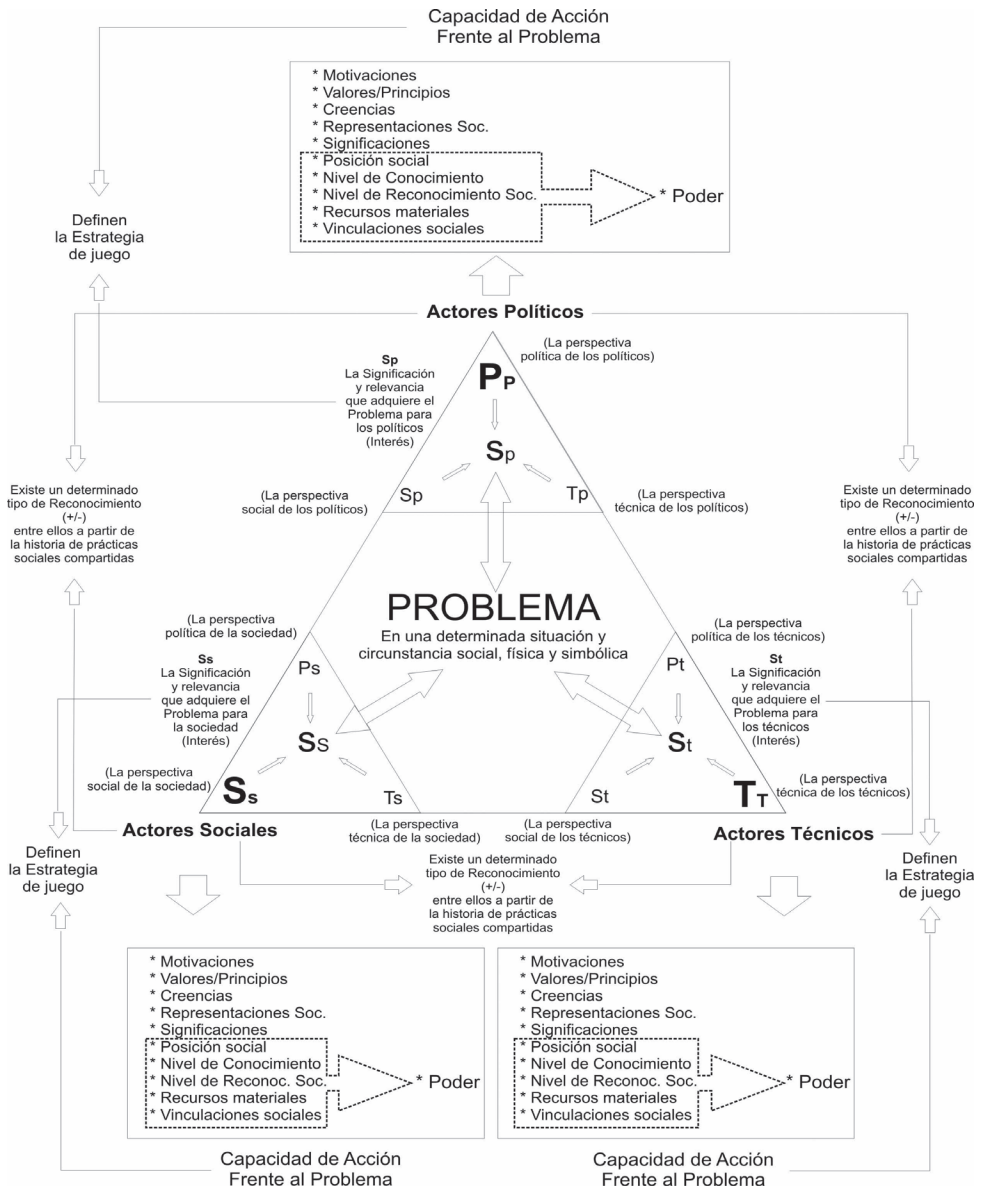 Capacidad de Acción
Frente al Problema
* Motivaciones
* Valores/Principios
* Creencias
* Representaciones Soc.
* Significaciones
* Posición social
* Nivel de Conocimiento
* Nivel de Reconocimiento Soc.
* Recursos materiales
* Vinculaciones sociales
* Poder
Definen
la Estrategia
de juego
Actores Políticos
(La perspectiva
política de los políticos)
Sp
La Significación
y relevancia
que adquiere el
Problema para
los políticos
(Interés)
PP
Sp
Sp
Tp
(La perspectiva
social de los políticos)
(La perspectiva
técnica de los políticos)
Existe un determinado
tipo de Reconocimiento
(+/-)
entre ellos a partir de
la historia de prácticas
sociales compartidas
Existe un determinado
tipo de Reconocimiento
(+/-)
entre ellos a partir de
la historia de prácticas
sociales compartidas
PROBLEMA
En una determinada situación y
circunstancia social, física y simbólica
(La perspectiva
política de la sociedad)
Ss
La Significación
y relevancia
que adquiere el
Problema para
la sociedad
(Interés)
Ps
SS
(La perspectiva
social de la sociedad)
Ss
Ts
(La perspectiva
técnica de la sociedad)
(La perspectiva
política de los técnicos)
St
La Significación
y relevancia
que adquiere el
Problema para
los técnicos
(Interés)
Pt
St
St
TT
(La perspectiva
técnica de los técnicos)
(La perspectiva
social de los técnicos)
Actores Sociales
Actores Técnicos
Definen
la Estrategia
de juego
Existe un determinado
tipo de Reconocimiento
(+/-)
entre ellos a partir de
la historia de prácticas
sociales compartidas
Definen
la Estrategia
de juego
* Motivaciones
* Valores/Principios
* Creencias
* Representaciones Soc.
* Significaciones
* Posición social
* Nivel de Conocimiento
* Nivel de Reconoc. Soc.
* Recursos materiales
* Vinculaciones sociales
* Poder
* Motivaciones
* Valores/Principios
* Creencias
* Representaciones Soc.
* Significaciones
* Posición social
* Nivel de Conocimiento
* Nivel de Reconoc. Soc.
* Recursos materiales
* Vinculaciones sociales
* Poder
Capacidad de Acción
Frente al Problema
Capacidad de Acción
Frente al Problema